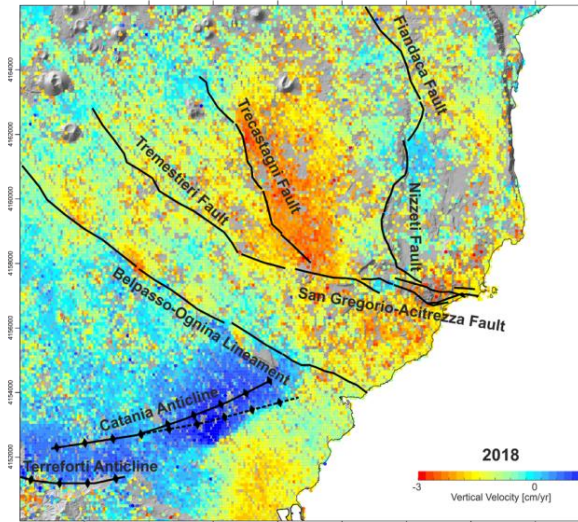 Fiandaca Fault
4164000
4162000
Trecastagni Fault
Tremestieri Fault
4160000
Nizzeti Fault
4158000
Belpasso-Ognina Lineament
San Gregorio-Acitrezza Fault
4156000
4154000
Catania Anticline
4152000
Terreforti Anticline
2018
-3
0
Vertical Velocity [cm/yr]